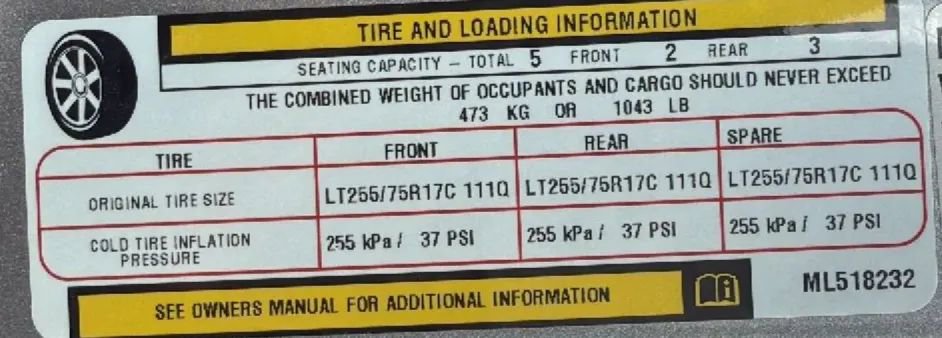 TIRE AND LOADING INFORMATION
SEATING CAPACITY – TOTAL 5 FRONT 2 REAR 3
THE COMBINED WEIGHT OF OCCUPANTS AND CARGO SHOULD NEVER EXCEED
473 KG OR 1043 LB
TIRE FRONT REAR SPARE
ORIGINAL TIRE SIZE LT255/75R17C 111Q LT255/75R17C 111Q LT255/75R17C 111Q
COLD TIRE INFLATION PRESSURE 255 kPa / 37 PSI 255 kPa / 37 PSI 255 kPa / 37 PSI
SEE OWNERS MANUAL FOR ADDITIONAL INFORMATION
ML518232